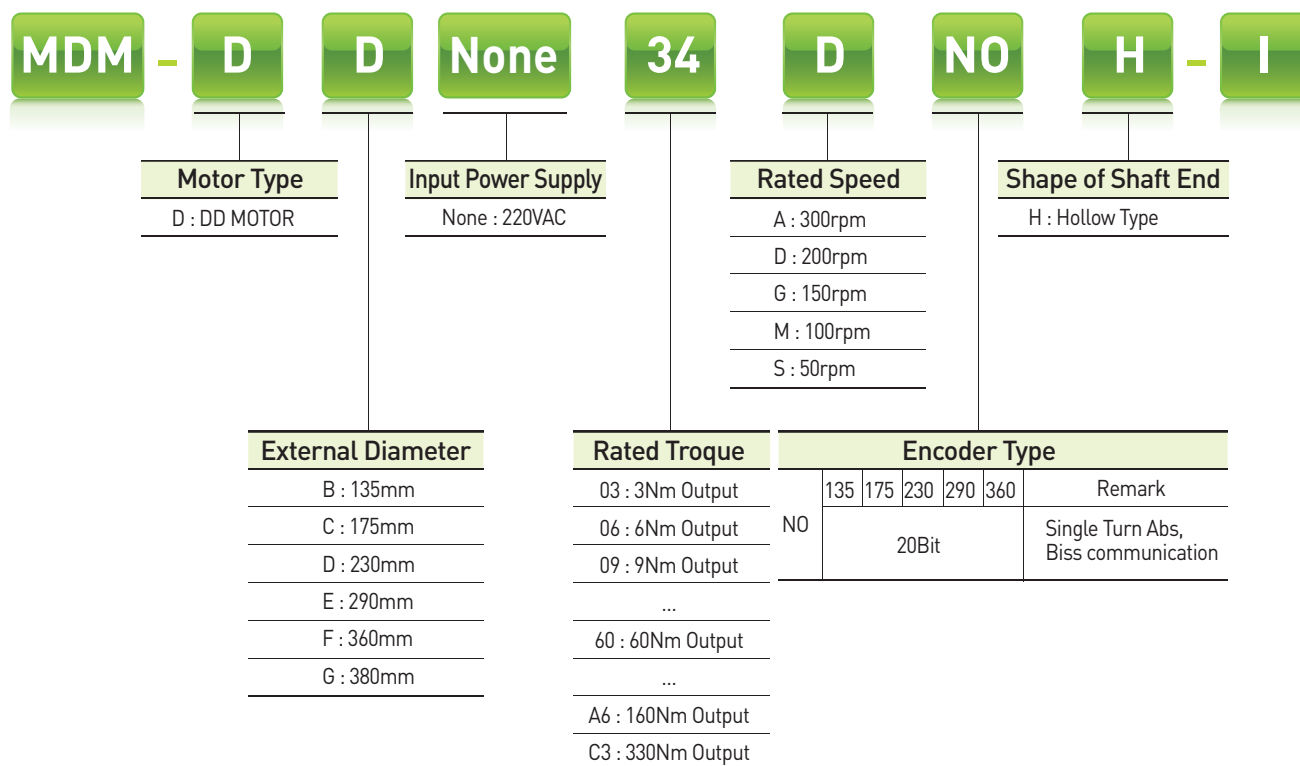 MDM - D D None 34 D NO H - I
Motor Type
D : DD MOTOR
Input Power Supply
None : 220VAC
Rated Speed
A : 300rpm
D : 200rpm
G : 150rpm
M : 100rpm
S : 50rpm
Shape of Shaft End
H : Hollow Type
External Diameter
B : 135mm
C : 175mm
D : 230mm
E : 290mm
F : 360mm
G : 380mm
Rated Troque
03 : 3Nm Output
06 : 6Nm Output
09 : 9Nm Output
...
60 : 60Nm Output
...
A6 : 160Nm Output
C3 : 330Nm Output
Encoder Type
135 175 230 290 360 Remark
NO 20Bit Single Turn Abs,
Biss communication